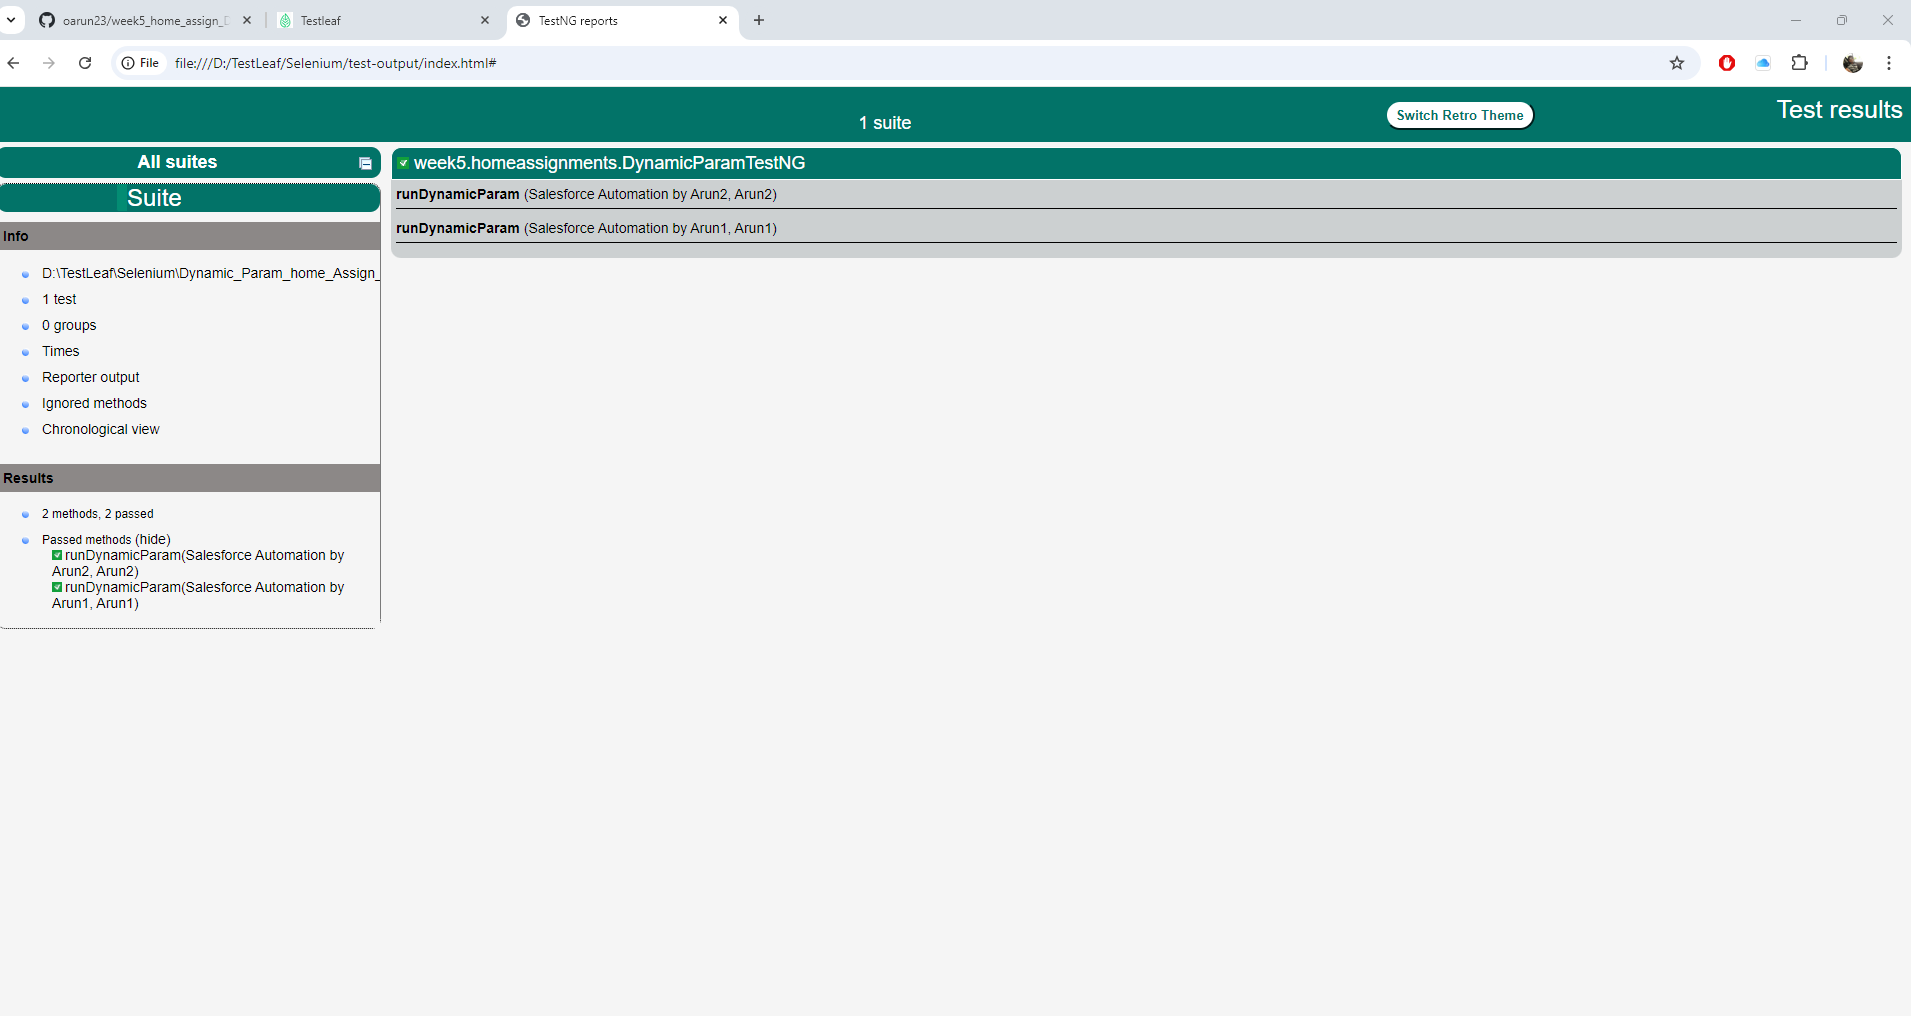 oarun23/week5_home_assign_D
Testleaf
TestNG reports
File
file:///D:/TestLeaf/Selenium/test-output/index.html#
1 suite
Switch Retro Theme
Test results
All suites
Suite
Info
D:\TestLeaf\Selenium\Dynamic_Param_home_Assign_
1 test
0 groups
Times
Reporter output
Ignored methods
Chronological view
Results
2 methods, 2 passed
Passed methods (hide)
runDynamicParam(Salesforce Automation by
Arun2, Arun2)
runDynamicParam(Salesforce Automation by
Arun1, Arun1)
week5.homeassignments.DynamicParamTestNG
runDynamicParam (Salesforce Automation by Arun2, Arun2)
runDynamicParam (Salesforce Automation by Arun1, Arun1)